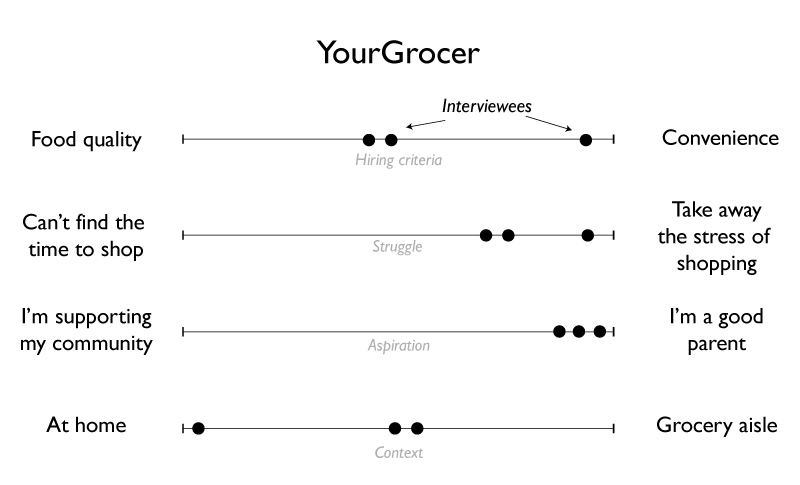 YourGrocer
Interviewees
Food quality
Convenience
Hiring criteria
Can’t find the
time to shop
Take away
the stress of
shopping
Struggle
I’m supporting
my community
I’m a good
parent
Aspiration
At home
Grocery aisle
Context